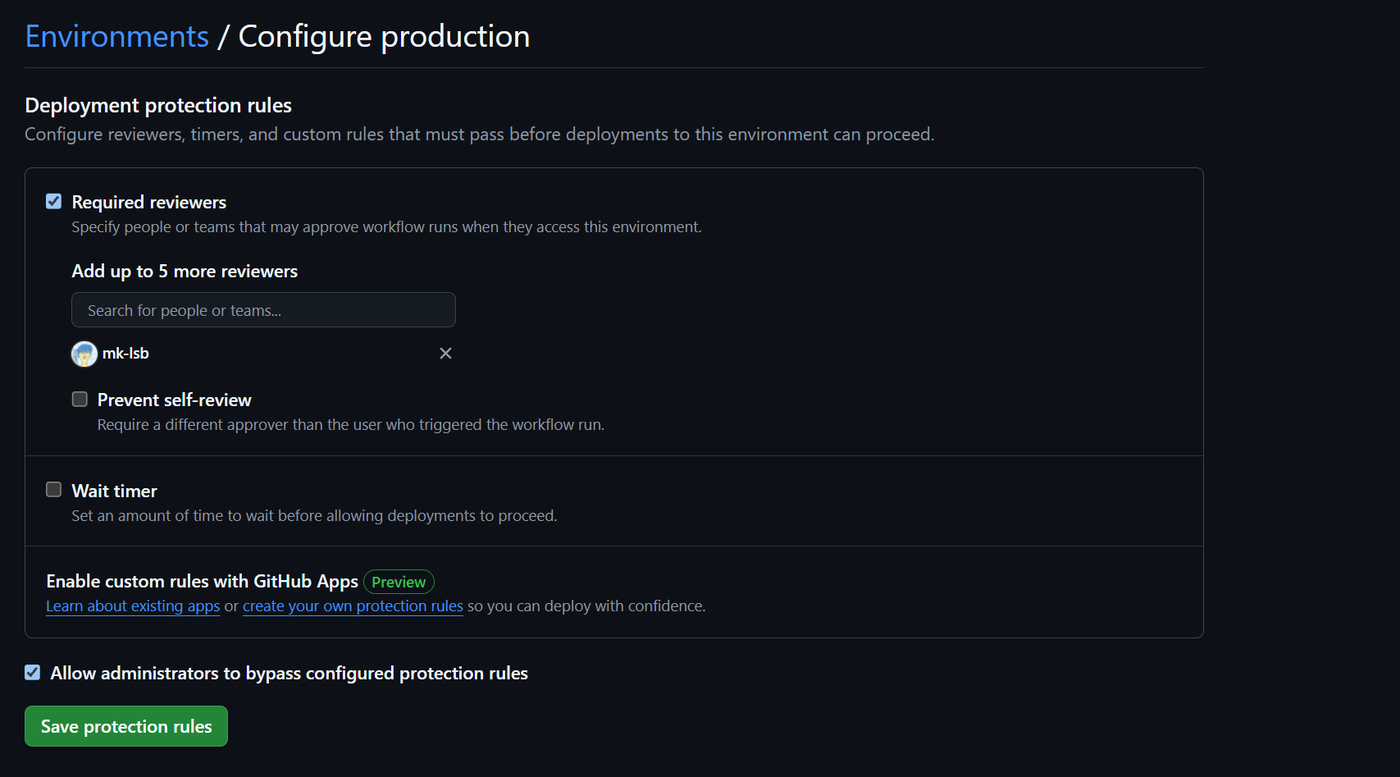 Environments / Configure production
Deployment protection rules
Configure reviewers, timers, and custom rules that must pass before deployments to this environment can proceed.
Required reviewers
Specify people or teams that may approve workflow runs when they access this environment.
Add up to 5 more reviewers
Search for people or teams...
mk-lsb
Prevent self-review
Require a different approver than the user who triggered the workflow run.
Wait timer
Set an amount of time to wait before allowing deployments to proceed.
Enable custom rules with GitHub Apps Preview
Learn about existing apps or create your own protection rules so you can deploy with confidence.
Allow administrators to bypass configured protection rules
Save protection rules